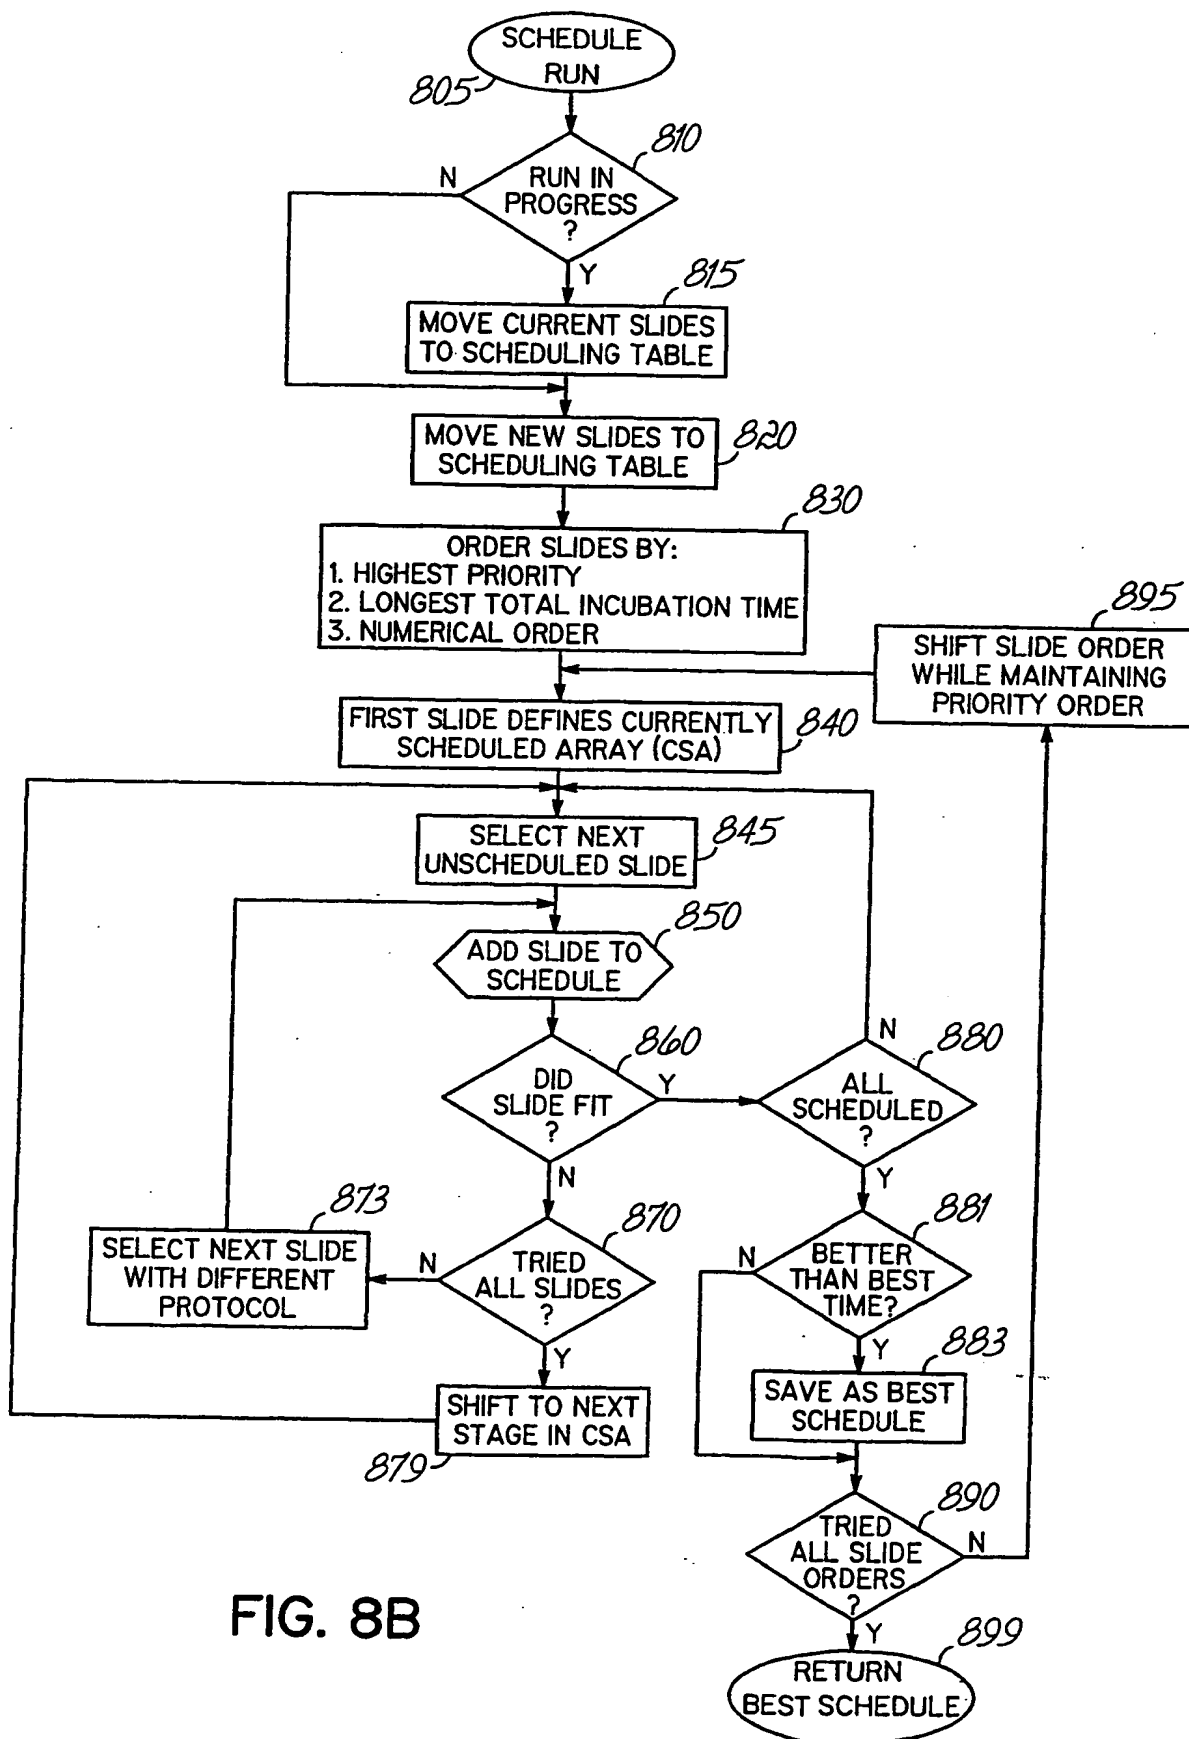 SCHEDULE
RUN
805
810
N
RUN IN
PROGRESS
?
Y
815
MOVE CURRENT SLIDES
TO SCHEDULING TABLE
MOVE NEW SLIDES TO
SCHEDULING TABLE
820
830
ORDER SLIDES BY:
1. HIGHEST PRIORITY
2. LONGEST TOTAL INCUBATION TIME
3. NUMERICAL ORDER
895
SHIFT SLIDE ORDER
WHILE MAINTAINING
PRIORITY ORDER
FIRST SLIDE DEFINES CURRENTLY
SCHEDULED ARRAY (CSA)
840
SELECT NEXT
UNSCHEDULED SLIDE
845
850
ADD SLIDE TO
SCHEDULE
860
DID
SLIDE FIT
?
Y
N
N
880
ALL
SCHEDULED
?
Y
873
SELECT NEXT SLIDE
WITH DIFFERENT
PROTOCOL
870
N
TRIED
ALL SLIDES
?
Y
881
N
BETTER
THAN BEST
TIME?
Y
883
SAVE AS BEST
SCHEDULE
SHIFT TO NEXT
STAGE IN CSA
879
890
TRIED
ALL SLIDE
ORDERS
?
N
Y
899
RETURN
BEST SCHEDULE
FIG. 8B